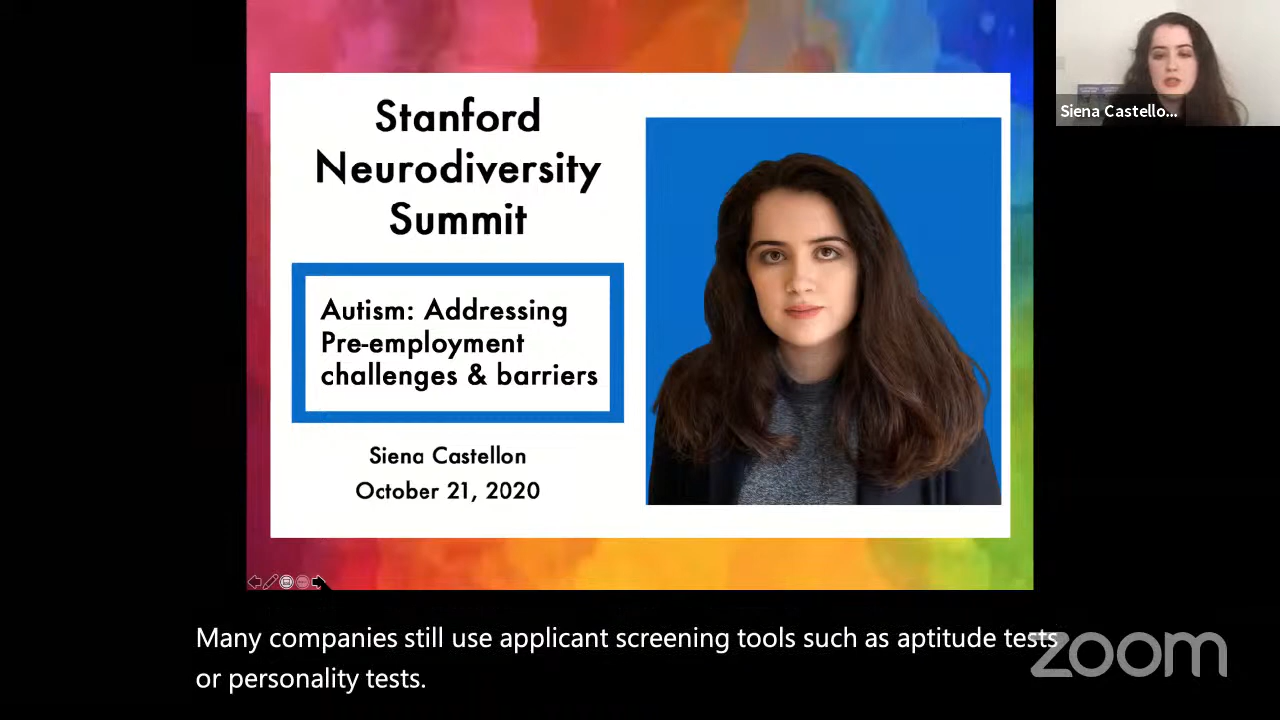 Stanford
Neurodiversity
Summit
Autism: Addressing
Pre-employment
challenges & barriers
Siena Castellon
October 21, 2020
Siena Castello...
Many companies still use applicant screening tools such as aptitude tests
or personality tests.
zoom